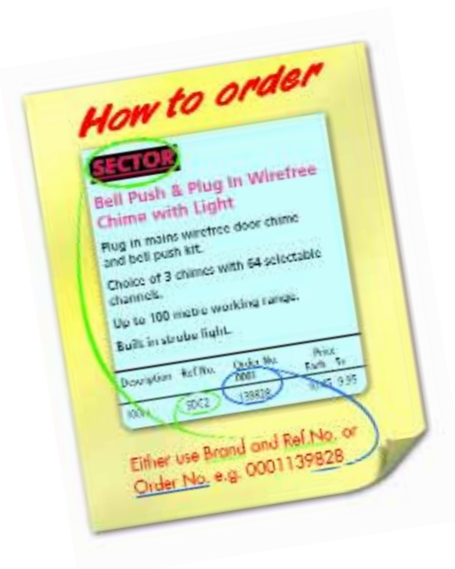 How to order
SECTOR
Bell Push & Plug In Wirefree
Chime with Light
Plug in mains wirefree door chime
and bell push kit.
Choice of 3 chimes with 64 selectable
channels.
Up to 100 metre working range.
Built in strobe light.
Description Ref.No. Order No. Price
0001 Each 5+
139828 9.95
Either use Brand and Ref.No. or
Order No. e.g. 0001139828